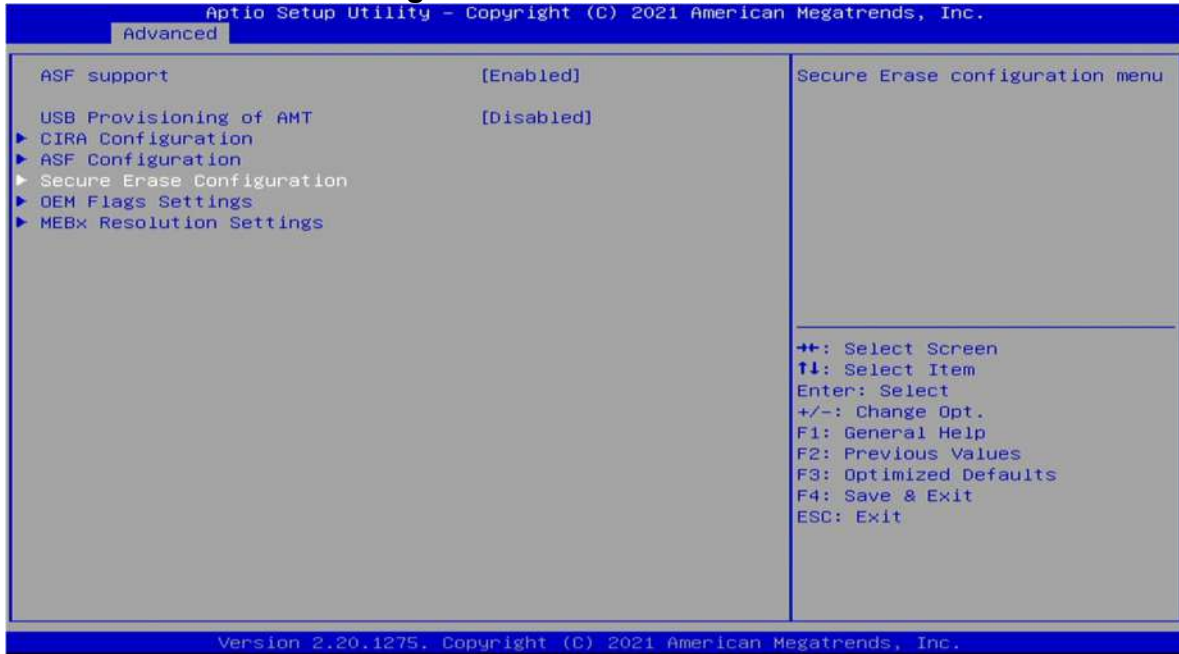 Aptio Setup Utility – Copyright (C) 2021 American Megatrends, Inc.
Advanced
ASF support [Enabled]
USB Provisioning of AMT [Disabled]
► CIRA Configuration
► ASF Configuration
► Secure Erase Configuration
► OEM Flags Settings
► MEBx Resolution Settings
Secure Erase configuration menu
→←: Select Screen
↑↓: Select Item
Enter: Select
+/-: Change Opt.
F1: General Help
F2: Previous Values
F3: Optimized Defaults
F4: Save & Exit
ESC: Exit
Version 2.20.1275. Copyright (C) 2021 American Megatrends, Inc.